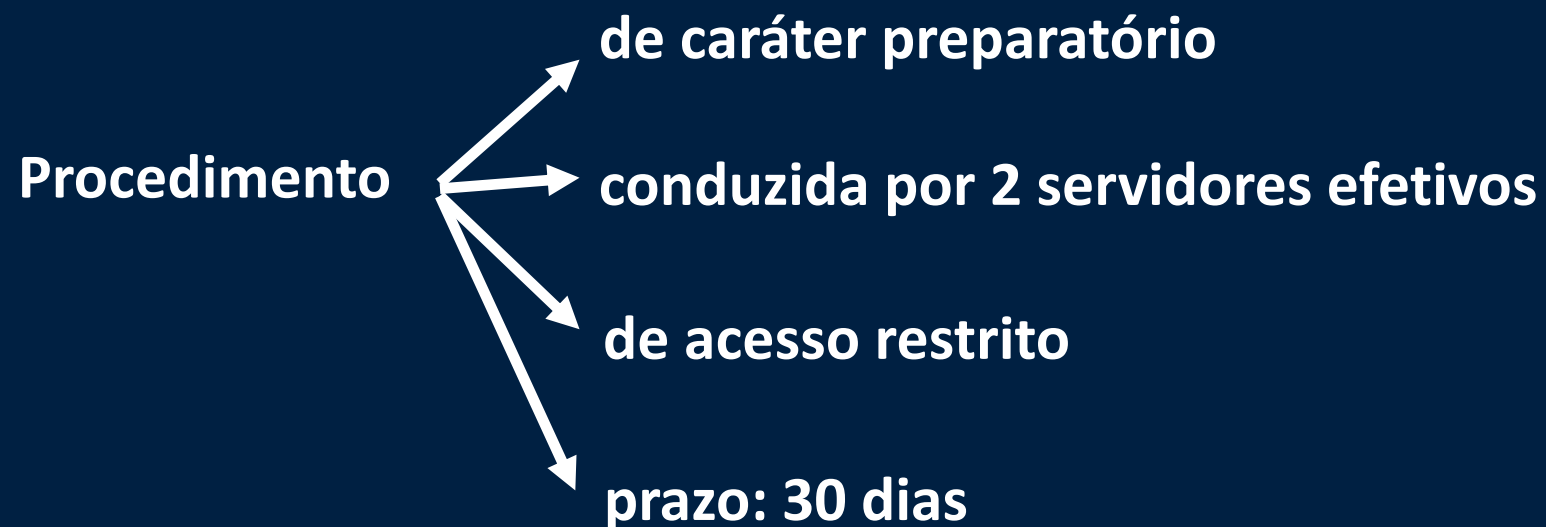 de caráter preparatório
Procedimento
conduzida por 2 servidores efetivos
de acesso restrito
prazo: 30 dias